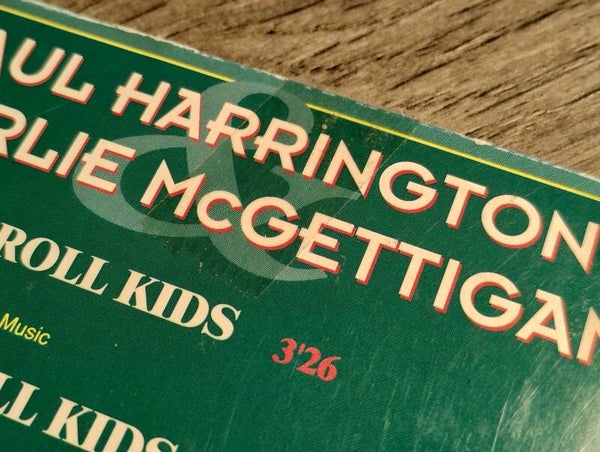 AUL HARRINGTON
&
RLIE McGETTIGAN
ROLL KIDS
3'26
Music
LL KIDS